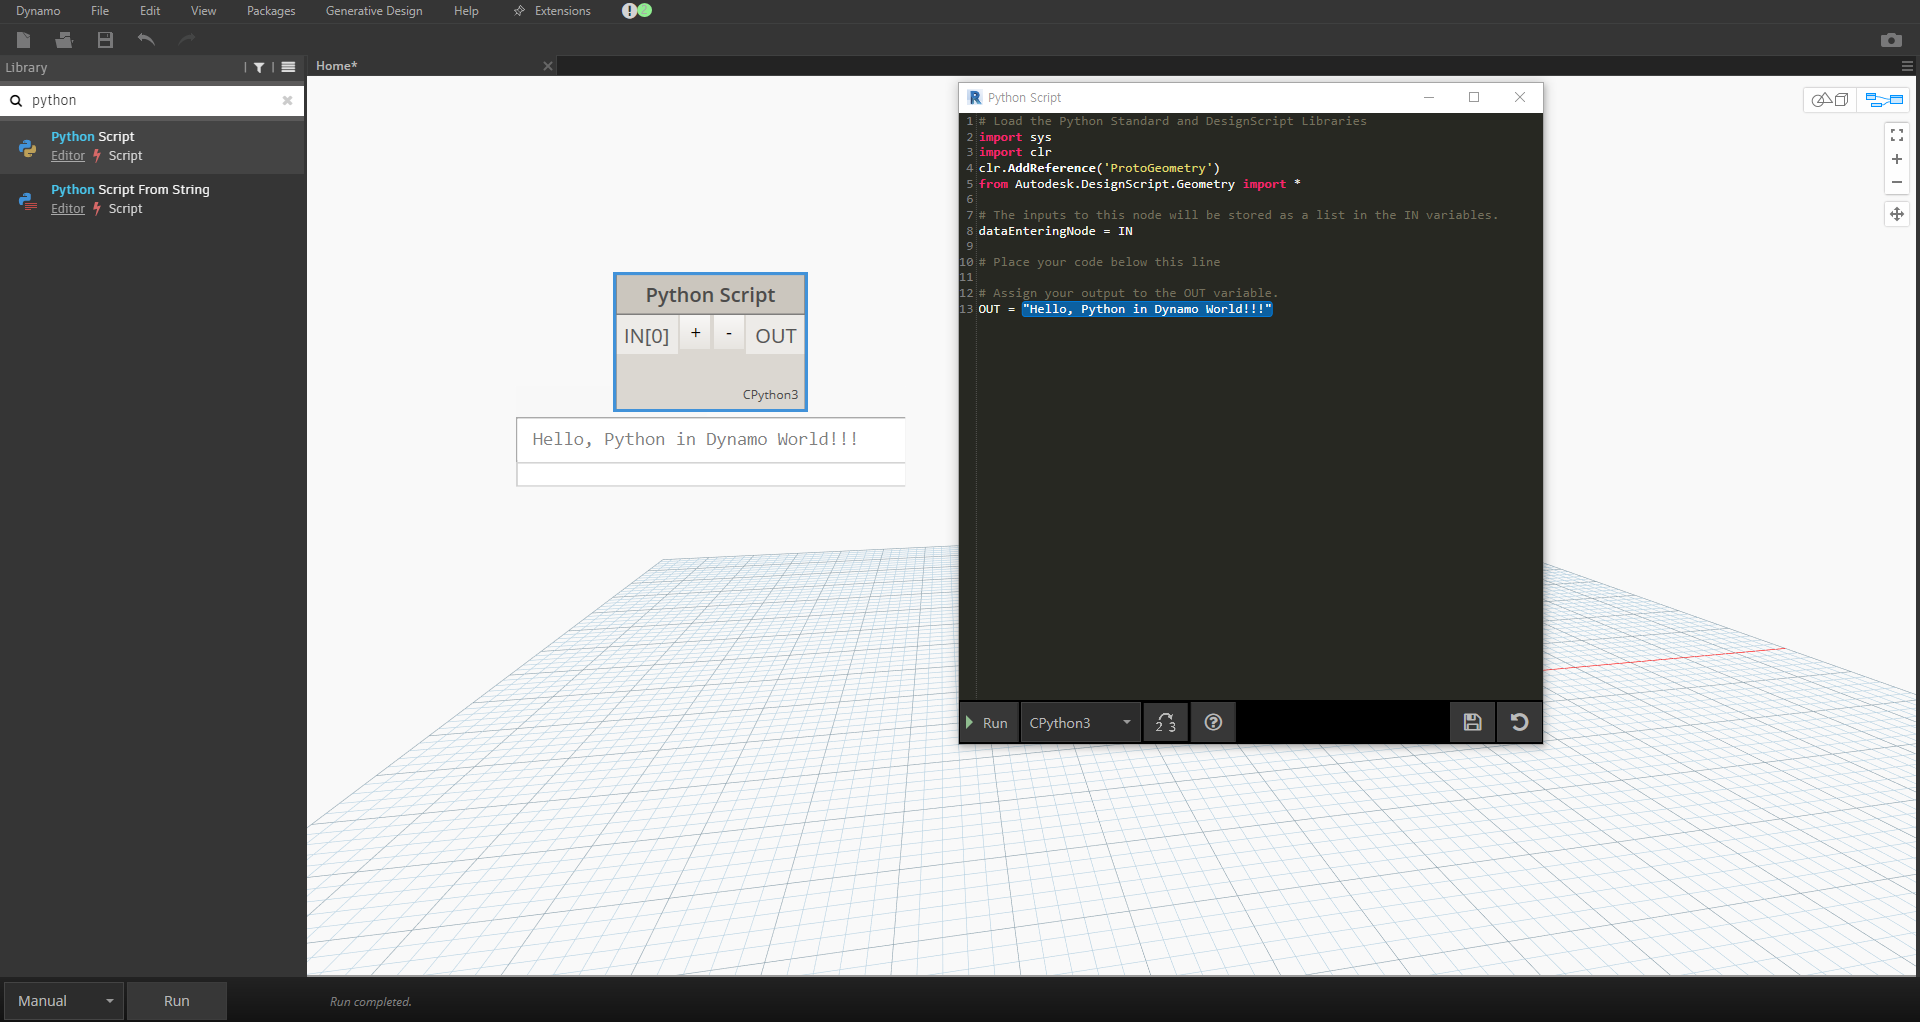 Dynamo File Edit View Packages Generative Design Help Extensions
Library
Home*
python
Python Script
Editor Script
Python Script From String
Editor Script
Python Script
IN[0] + - OUT
CPython3
Hello, Python in Dynamo World!!!
Python Script
1 # Load the Python Standard and DesignScript Libraries
2 import sys
3 import clr
4 clr.AddReference('ProtoGeometry')
5 from Autodesk.DesignScript.Geometry import *
6
7 # The inputs to this node will be stored as a list in the IN variables.
8 dataEnteringNode = IN
9
10 # Place your code below this line
11
12 # Assign your output to the OUT variable.
13 OUT = "Hello, Python in Dynamo World!!!"
Run CPython3 2 3
Manual Run Run completed.